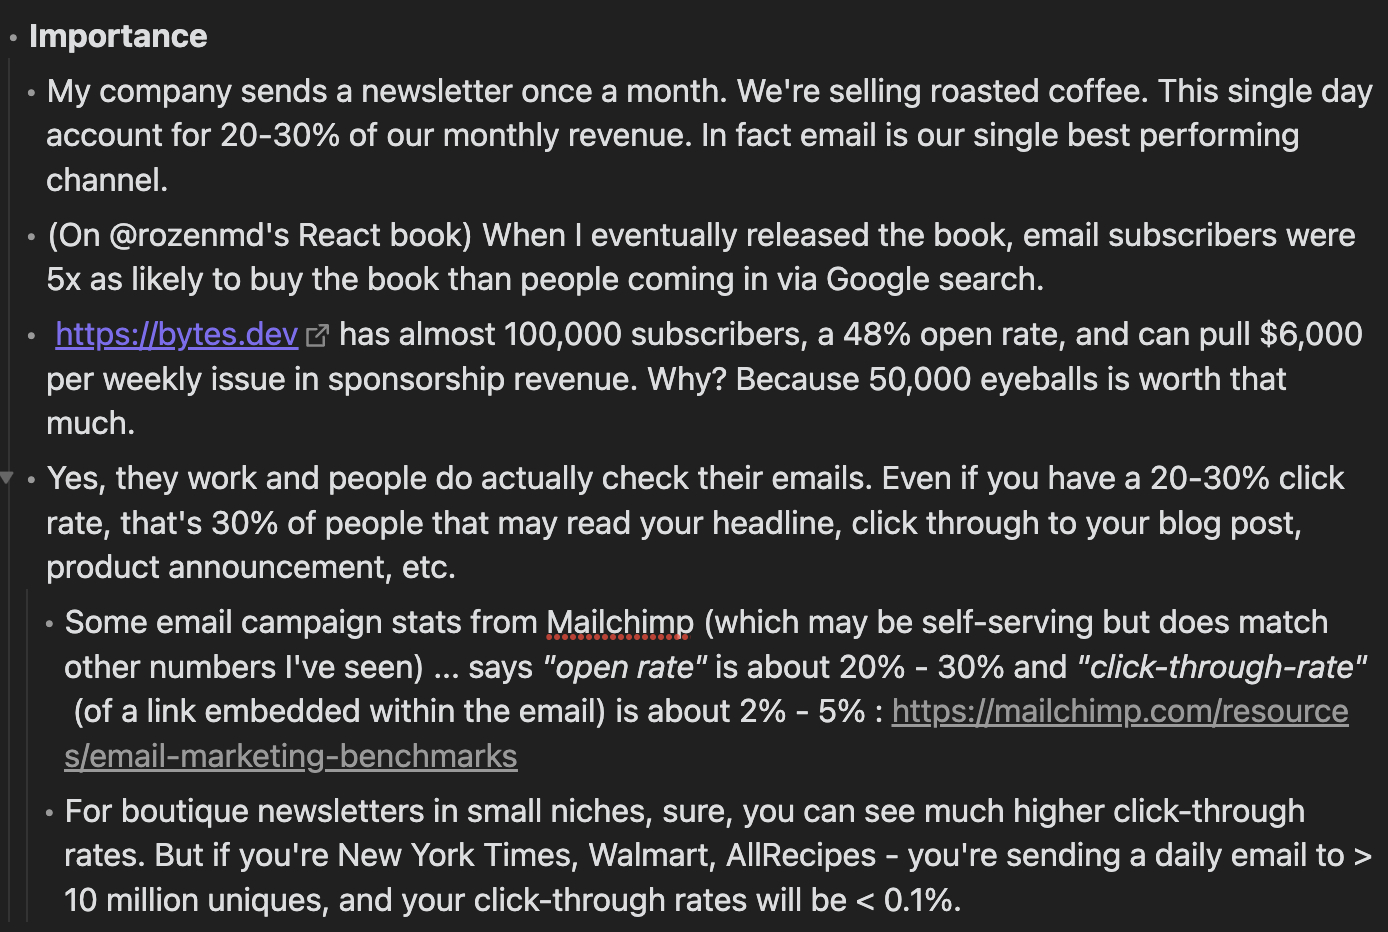 Importance
My company sends a newsletter once a month. We're selling roasted coffee. This single day
account for 20-30% of our monthly revenue. In fact email is our single best performing
channel.
(On @rozenmd's React book) When I eventually released the book, email subscribers were
5x as likely to buy the book than people coming in via Google search.
https://bytes.dev has almost 100,000 subscribers, a 48% open rate, and can pull $6,000
per weekly issue in sponsorship revenue. Why? Because 50,000 eyeballs is worth that
much.
Yes, they work and people do actually check their emails. Even if you have a 20-30% click
rate, that's 30% of people that may read your headline, click through to your blog post,
product announcement, etc.
Some email campaign stats from Mailchimp (which may be self-serving but does match
other numbers I've seen) ... says "open rate" is about 20% - 30% and "click-through-rate"
(of a link embedded within the email) is about 2% - 5% : https://mailchimp.com/resource
s/email-marketing-benchmarks
For boutique newsletters in small niches, sure, you can see much higher click-through
rates. But if you're New York Times, Walmart, AllRecipes - you're sending a daily email to >
10 million uniques, and your click-through rates will be < 0.1%.